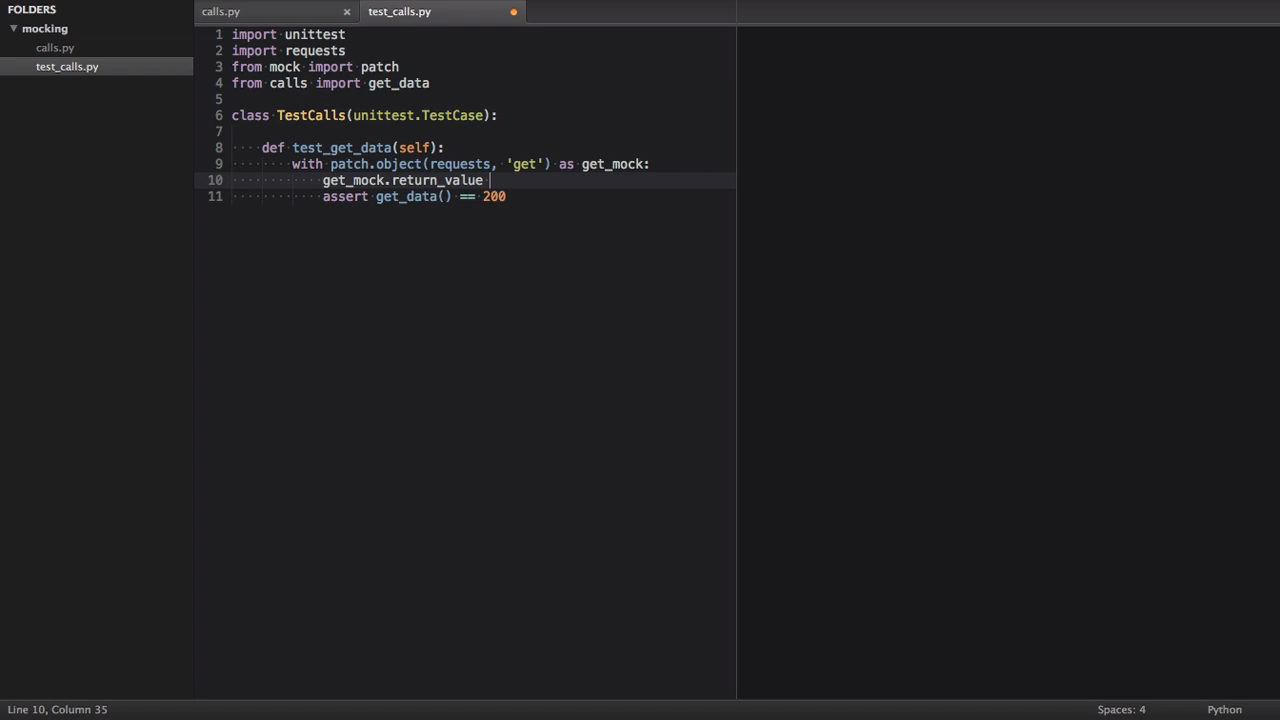 FOLDERS
mocking
calls.py
test_calls.py
calls.py ×
test_calls.py
1 import unittest
2 import requests
3 from mock import patch
4 from calls import get_data
5
6 class TestCalls(unittest.TestCase):
7
8 def test_get_data(self):
9 with patch.object(requests, 'get') as get_mock:
10 get_mock.return_value
11 assert get_data() == 200
Line 10, Column 35
Spaces: 4
Python